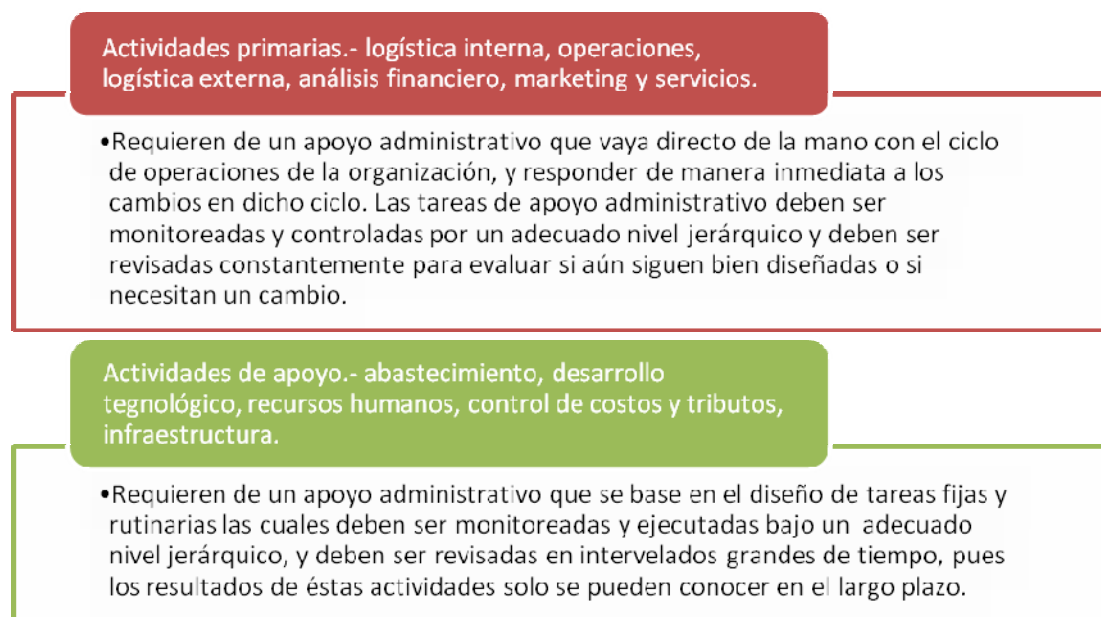 Actividades primarias.- logística interna, operaciones,
logística externa, análisis financiero, marketing y servicios.
•Requieren de un apoyo administrativo que vaya directo de la mano con el ciclo
de operaciones de la organización, y responder de manera inmediata a los
cambios en dicho ciclo. Las tareas de apoyo administrativo deben ser
monitoreadas y controladas por un adecuado nivel jerárquico y deben ser
revisadas constantemente para evaluar si aún siguen bien diseñadas o si
necesitan un cambio.
Actividades de apoyo.- abastecimiento, desarrollo
tegnológico, recursos humanos, control de costos y tributos,
infraestructura.
•Requieren de un apoyo administrativo que se base en el diseño de tareas fijas y
rutinarias las cuales deben ser monitoreadas y ejecutadas bajo un adecuado
nivel jerárquico, y deben ser revisadas en intervelados grandes de tiempo, pues
los resultados de éstas actividades solo se pueden conocer en el largo plazo.